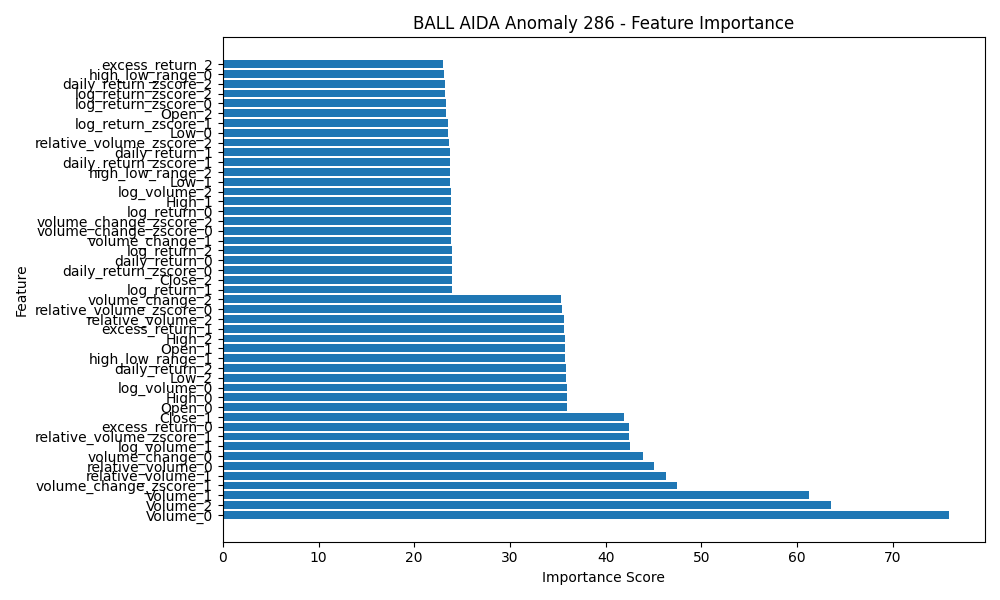 BALL AIDA Anomaly 286 - Feature Importance
excess_return_2
high_low_range_0
daily_return_zscore_2
log_return_zscore_2
log_return_zscore_0
Open_2
log_return_zscore_1
Low_0
relative_volume_zscore_2
daily_return_1
daily_return_zscore_1
high_low_range_2
Low_1
log_volume_2
High_1
log_return_0
volume_change_zscore_2
volume_change_zscore_0
volume_change_1
log_return_2
daily_return_0
daily_return_zscore_0
Close_2
log_return_1
volume_change_2
relative_volume_zscore_0
relative_volume_2
excess_return_1
High_2
Open_1
high_low_range_1
daily_return_2
Low_2
log_volume_0
High_0
Open_0
Close_1
excess_return_0
relative_volume_zscore_1
log_volume_1
volume_change_0
relative_volume_0
relative_volume_1
volume_change_zscore_1
Volume_1
Volume_2
Volume_0
Feature
0 10 20 30 40 50 60 70
Importance Score